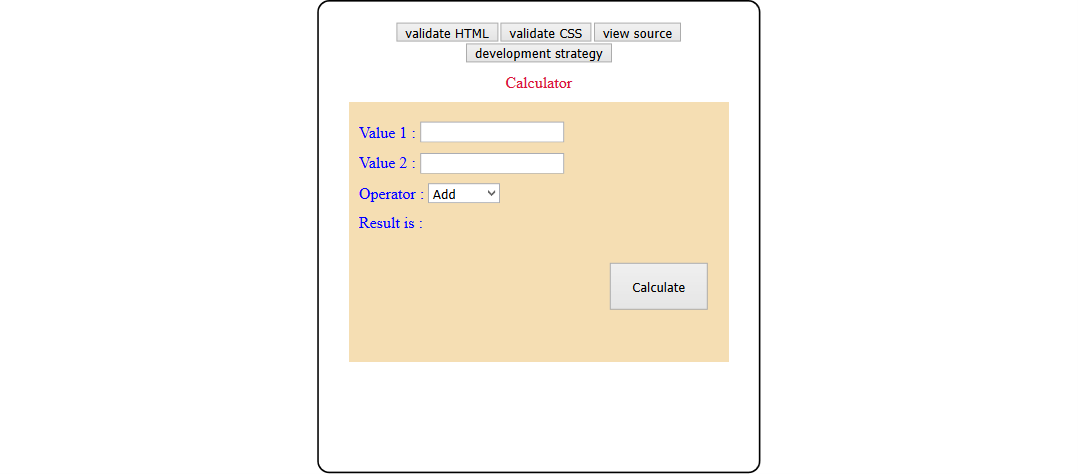 validate HTML validate CSS view source
development strategy
Calculator
Value 1 :
Value 2 :
Operator : Add
Result is :
Calculate